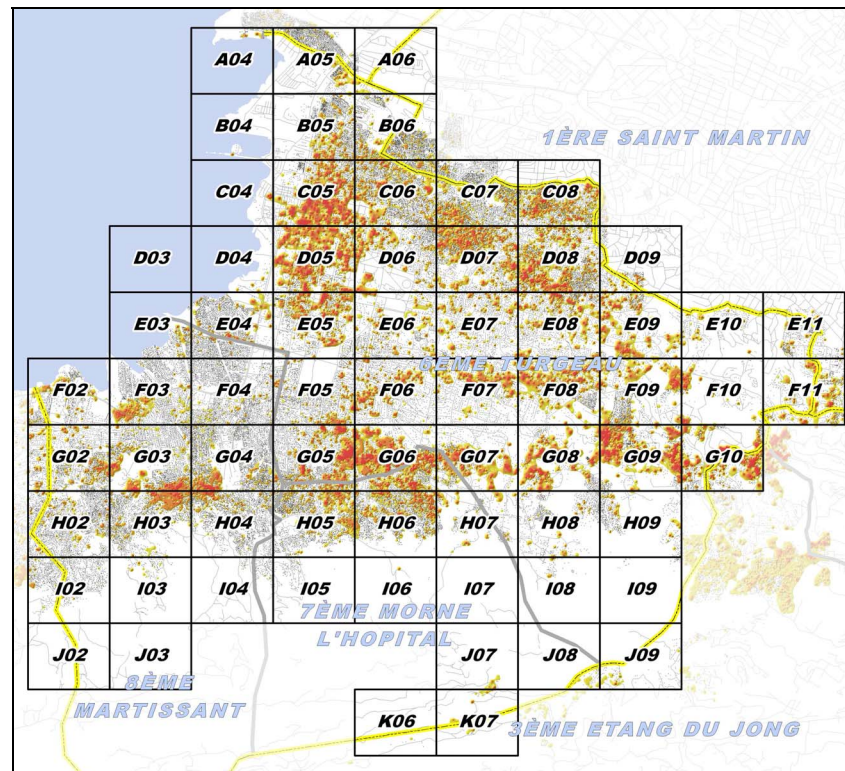 A04 A05 A06
B04 B05 B06
1ÈRE SAINT MARTIN
C04 C05 C06 C07 C08
D03 D04 D05 D06 D07 D08 D09
E03 E04 E05 E06 E07 E08 E09 E10 E11
6ÈME TURGEAU
F02 F03 F04 F05 F06 F07 F08 F09 F10 F11
G02 G03 G04 G05 G06 G07 G08 G09 G10
H02 H03 H04 H05 H06 H07 H08 H09
I02 I03 I04 I05 I06 I07 I08 I09
7ÈME MORNE
L'HOPITAL
J02 J03 J07 J08 J09
8ÈME
MARTISSANT
K06 K07
3ÈME ETANG DU JONG